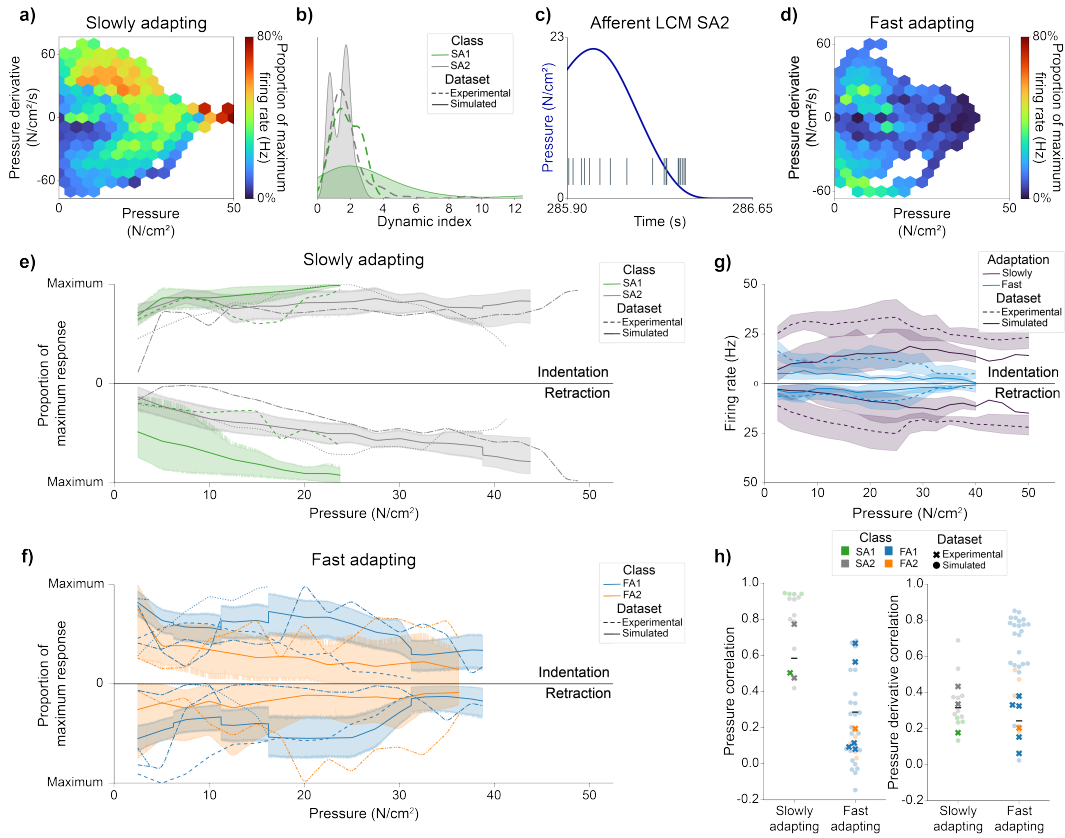 a)
Slowly adapting
Pressure derivative
(N/cm²/s)
60
0
-60
0
50
Pressure
(N/cm²)
80%
0%
Proportion of maximum
firing rate (Hz)
b)
Class
SA1
SA2
Dataset
Experimental
Simulated
0
2
4
6
8
10
12
Dynamic index
c)
Afferent LCM SA2
Pressure (N/cm²)
23
0
285.90
286.65
Time (s)
d)
Fast adapting
Pressure derivative
(N/cm²/s)
60
0
-60
0
50
Pressure
(N/cm²)
80%
0%
Proportion of maximum
firing rate (Hz)
e)
Slowly adapting
Class
SA1
SA2
Dataset
Experimental
Simulated
Proportion of
maximum response
Maximum
0
Maximum
Indentation
Retraction
0
10
20
30
40
50
Pressure (N/cm²)
f)
Fast adapting
Class
FA1
FA2
Dataset
Experimental
Simulated
Proportion of
maximum response
Maximum
0
Maximum
Indentation
Retraction
0
10
20
30
40
50
Pressure (N/cm²)
g)
Adaptation
Slowly
Fast
Dataset
Experimental
Simulated
Firing rate (Hz)
50
25
0
25
50
Indentation
Retraction
0
10
20
30
40
50
Pressure (N/cm²)
h)
Class
SA1
FA1
SA2
FA2
Dataset
Experimental
Simulated
Pressure correlation
1.0
0.8
0.6
0.4
0.2
0.0
-0.2
Slowly
adapting
Fast
adapting
Pressure derivative correlation
1.0
0.8
0.6
0.4
0.2
0.0
-0.2
Slowly
adapting
Fast
adapting